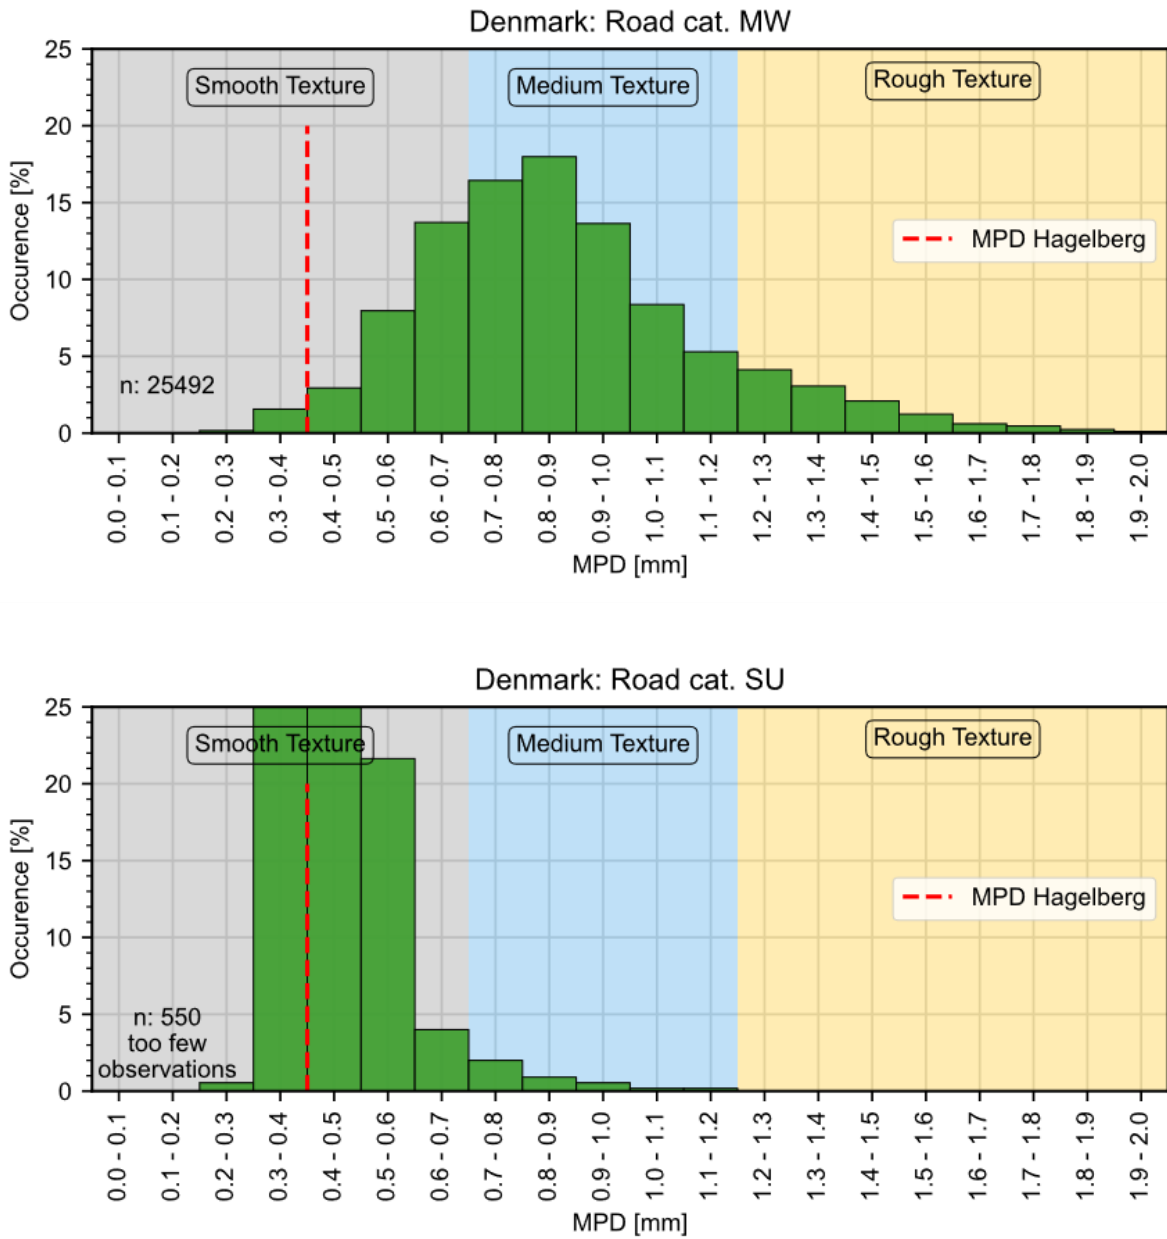 Denmark: Road cat. MW
25
20
15
10
5
0
Occurence [%]
Smooth Texture
Medium Texture
Rough Texture
MPD Hagelberg
n: 25492
0.0 - 0.1
0.1 - 0.2
0.2 - 0.3
0.3 - 0.4
0.4 - 0.5
0.5 - 0.6
0.6 - 0.7
0.7 - 0.8
0.8 - 0.9
0.9 - 1.0
1.0 - 1.1
1.1 - 1.2
1.2 - 1.3
1.3 - 1.4
1.4 - 1.5
1.5 - 1.6
1.6 - 1.7
1.7 - 1.8
1.8 - 1.9
1.9 - 2.0
MPD [mm]
Denmark: Road cat. SU
25
20
15
10
5
0
Occurence [%]
Smooth Texture
Medium Texture
Rough Texture
MPD Hagelberg
n: 550
too few
observations
0.0 - 0.1
0.1 - 0.2
0.2 - 0.3
0.3 - 0.4
0.4 - 0.5
0.5 - 0.6
0.6 - 0.7
0.7 - 0.8
0.8 - 0.9
0.9 - 1.0
1.0 - 1.1
1.1 - 1.2
1.2 - 1.3
1.3 - 1.4
1.4 - 1.5
1.5 - 1.6
1.6 - 1.7
1.7 - 1.8
1.8 - 1.9
1.9 - 2.0
MPD [mm]